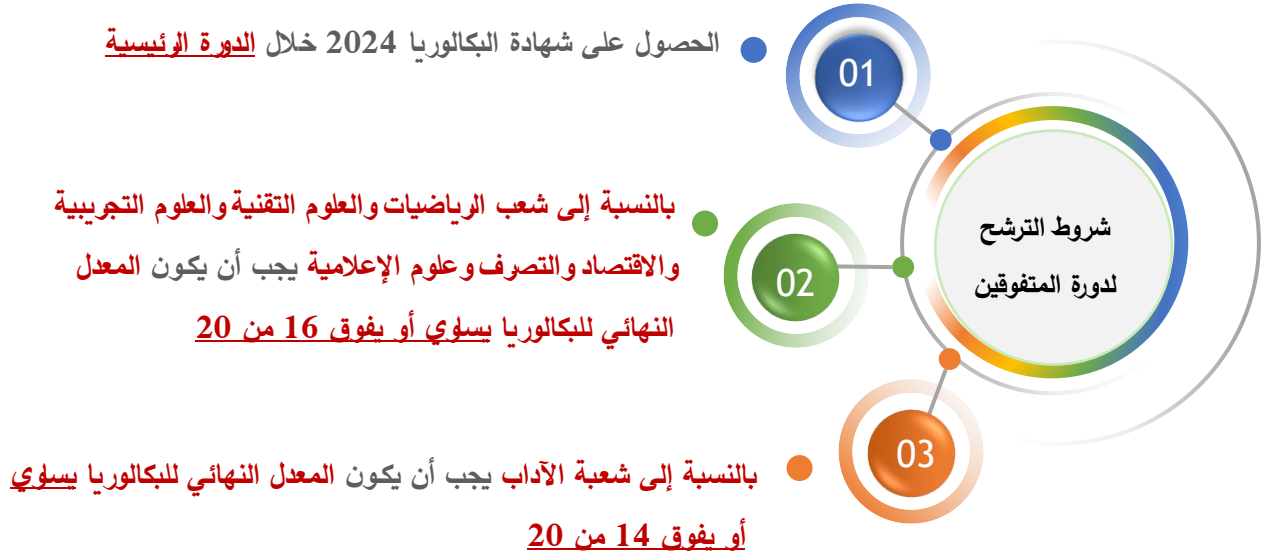 شروط الترشح
لدورة المتفوقين
01
الحصول على شهادة البكالوريا 2024 خلال الدورة الرئيسية
02
بالنسبة إلى شعب الرياضيات والعلوم التقنية والعلوم التجريبية
والاقتصاد والتصرف وعلوم الإعلامية يجب أن يكون المعدل
النهائي للبكالوريا يساوي أو يفوق 16 من 20
03
بالنسبة إلى شعبة الآداب يجب أن يكون المعدل النهائي للبكالوريا يساوي
أو يفوق 14 من 20